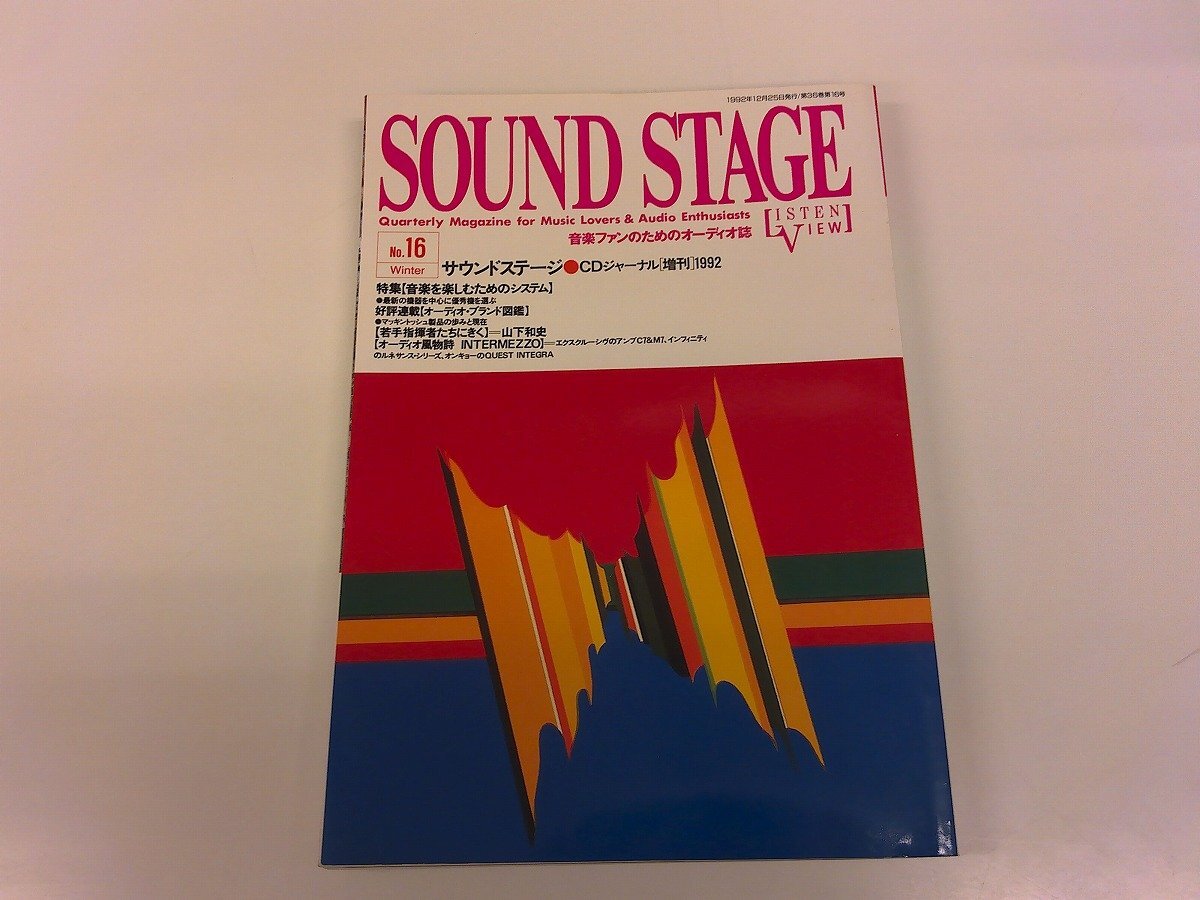 1992年12月25日発行/第36巻第16号
SOUND STAGE
Quarterly Magazine for Music Lovers & Audio Enthusiasts
音楽ファンのためのオーディオ誌
[LISTEN VIEW]
No.16
Winter
サウンドステージ●CDジャーナル[増刊]1992
特集【音楽を楽しむためのシステム】
●最新の機器を中心に優秀機を選ぶ
好評連載【オーディオ・ブランド図鑑】
●マッキントッシュ製品の歩みと現在
【若手指揮者たちにきく】=山下和史
【オーディオ風物詩 INTERMEZZO】=エクスクルーシヴのアンプC7&M7、インフィニティ
のルネサンス・シリーズ、オンキョーのQUEST INTEGRA